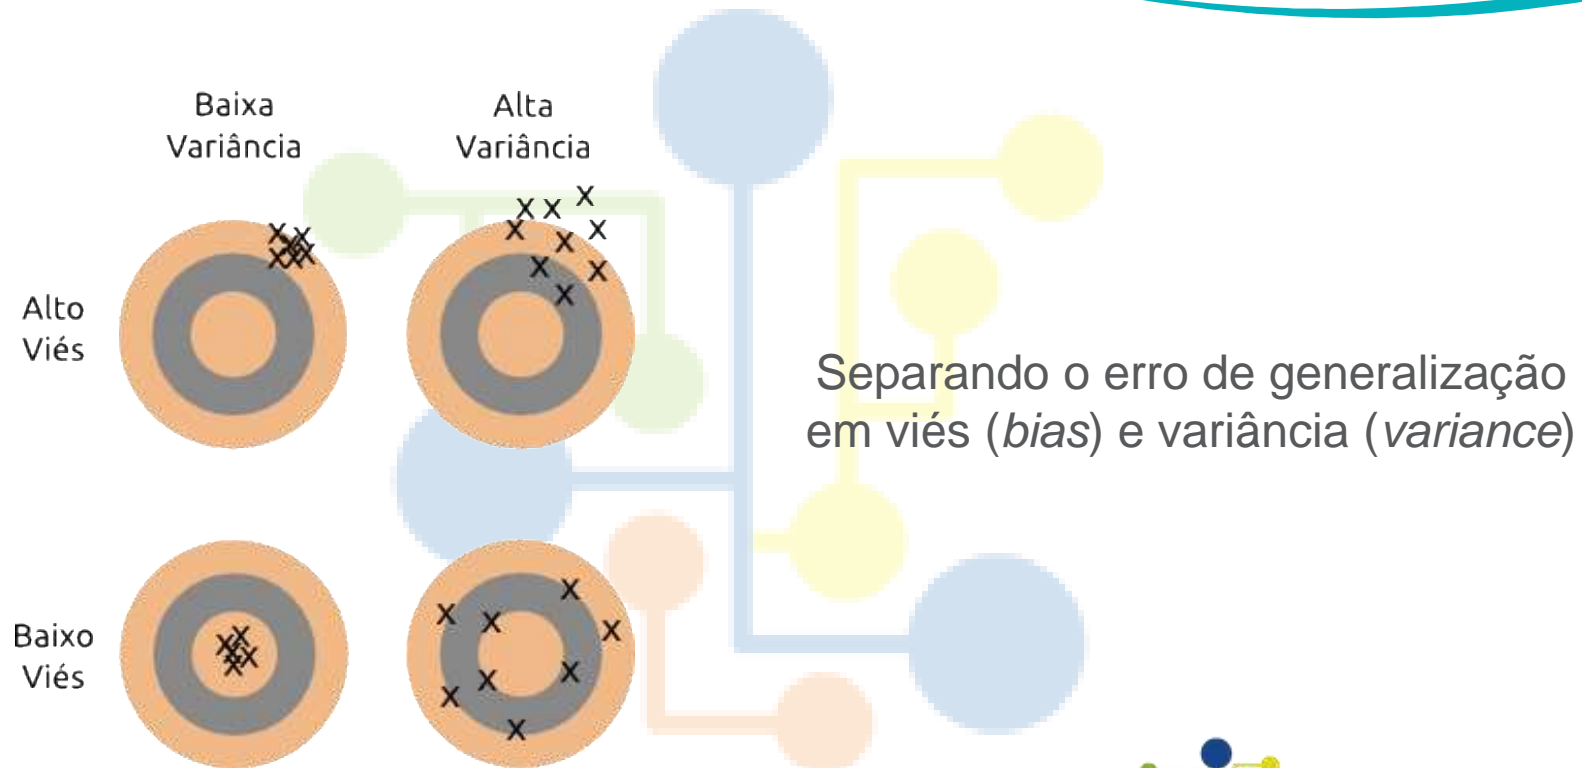 Baixa
Variância
Alta
Variância
Alto
Viés
Separando o erro de generalização
em viés (bias) e variância (variance)
Baixo
Viés